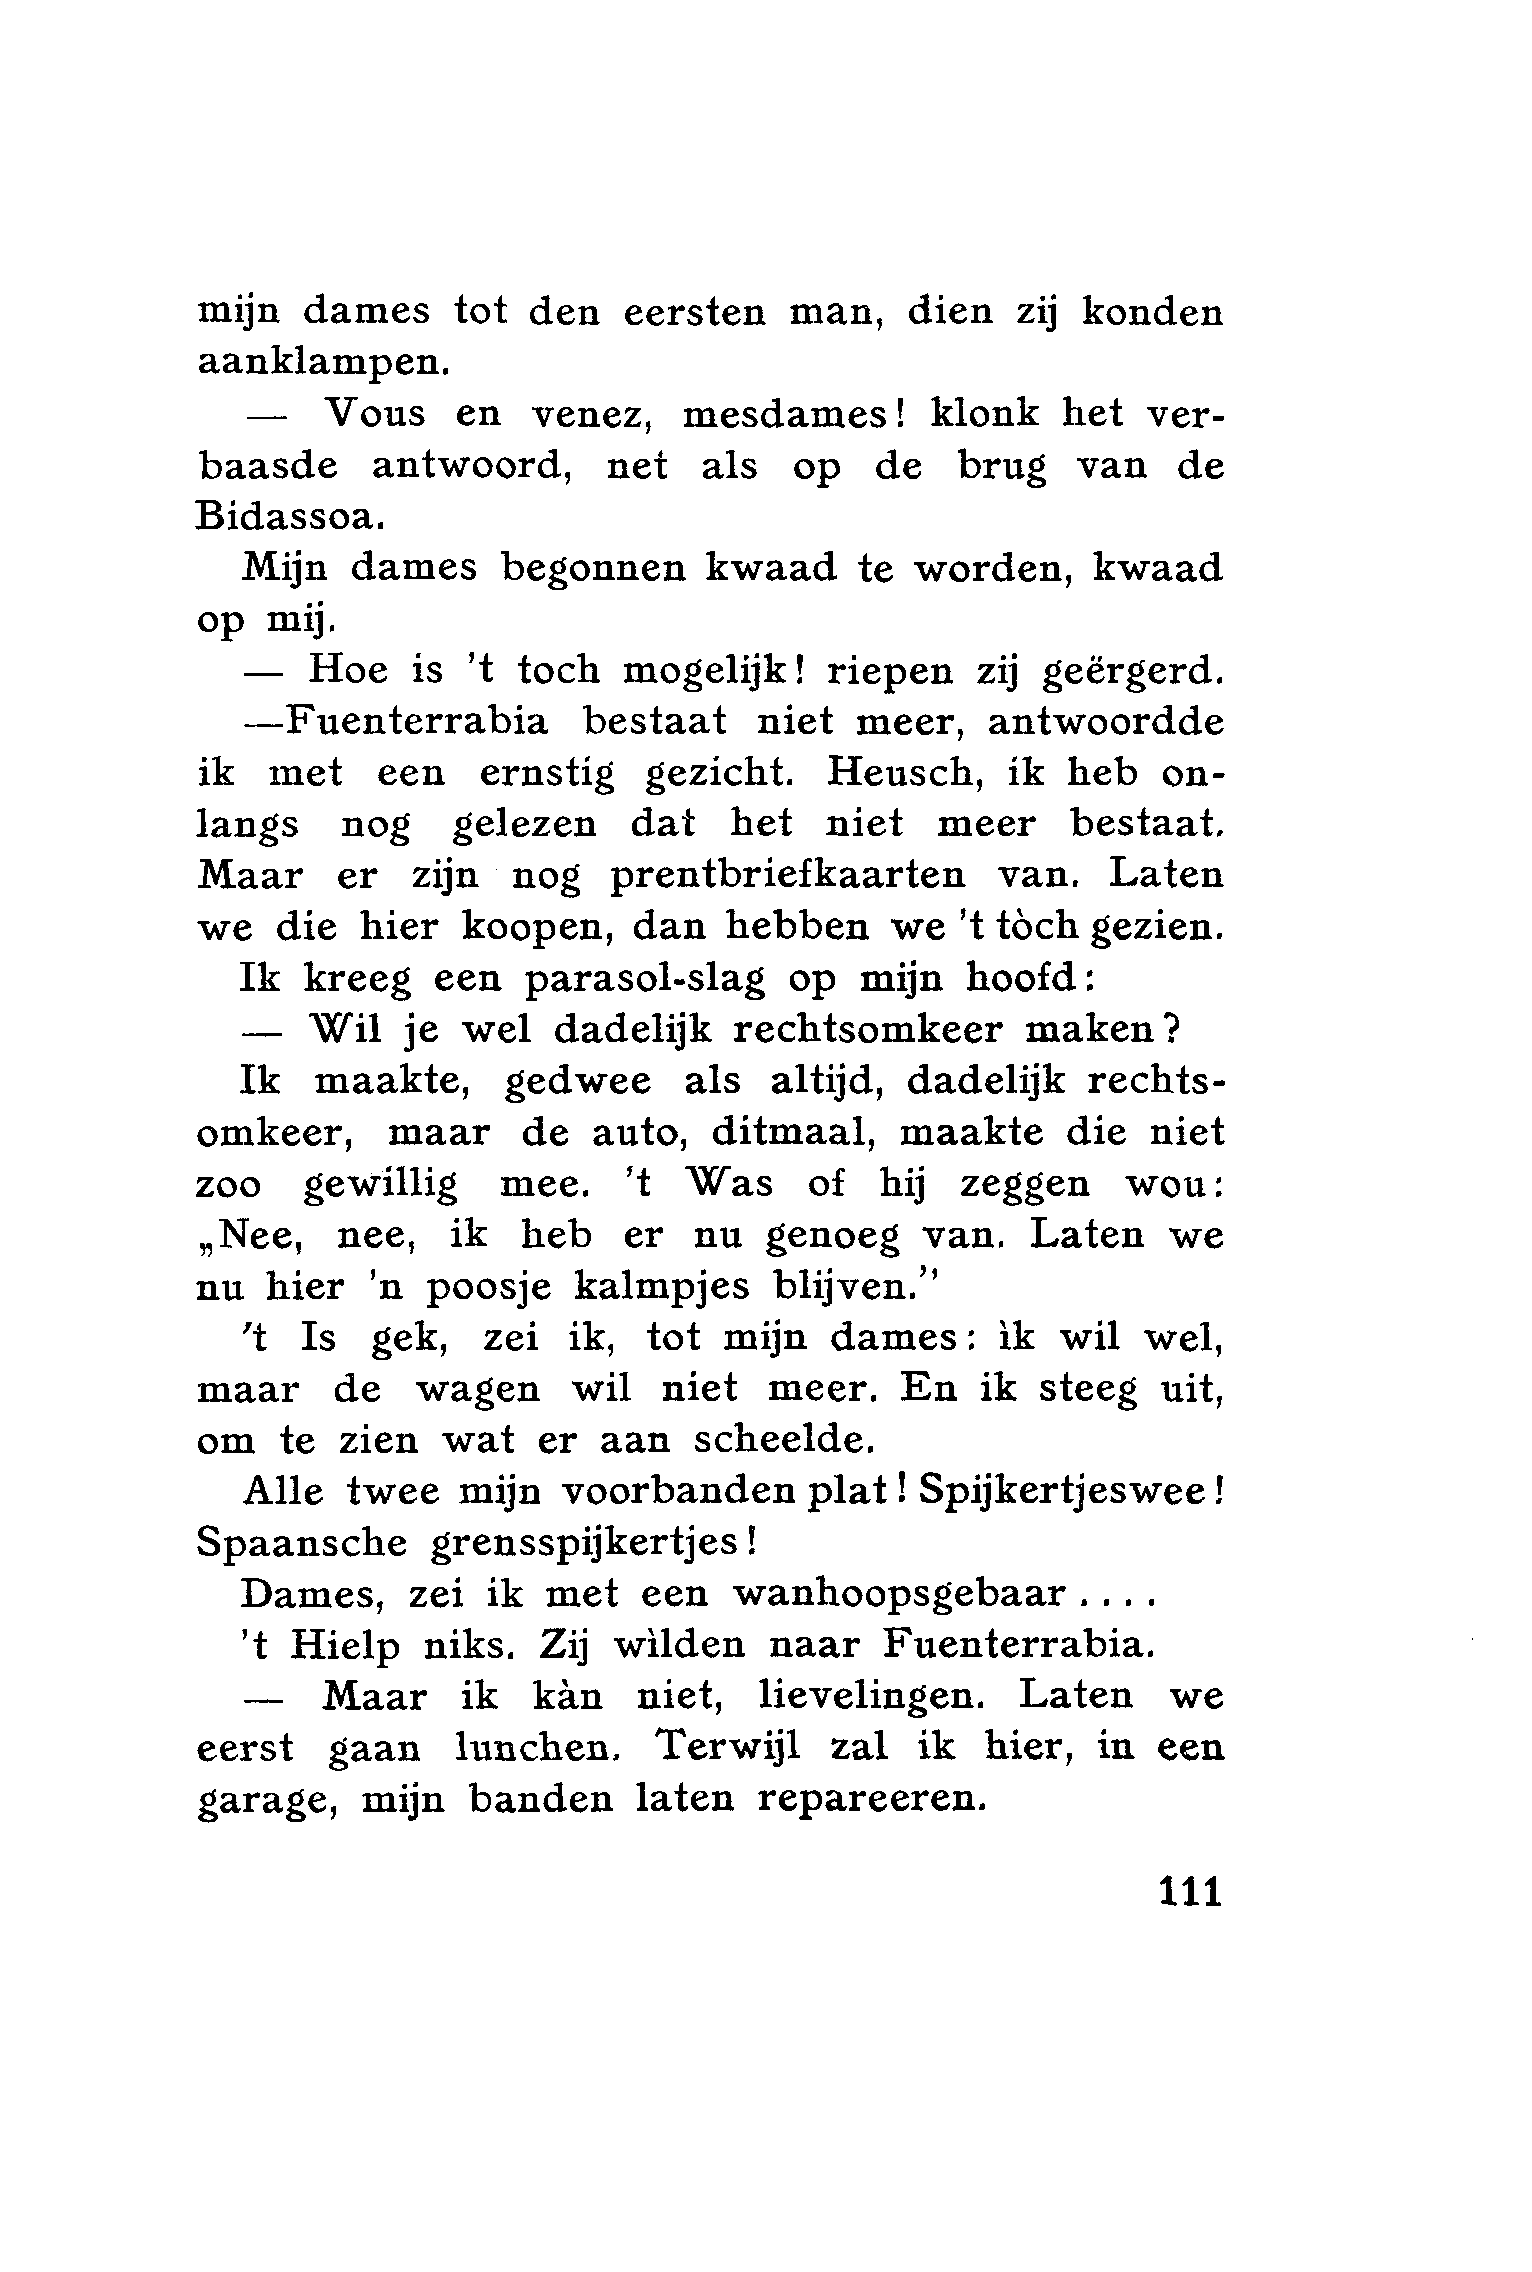 mijn dames tot den eersten man, dien zij konden
aanklampen.
— Vous en venez, mesdames! klonk het ver-
baasde antwoord, net als op de brug van de
Bidassoa.
Mijn dames begonnen kwaad te worden, kwaad
op mij.
— Hoe is 't toch mogelijk! riepen zij geërgerd.
—Fuenterrabia bestaat niet meer, antwoordde
ik met een ernstig gezicht. Heusch, ik heb on-
langs nog gelezen dat het niet meer bestaat.
Maar er zijn nog prentbriefkaarten van. Laten
we die hier koopen, dan hebben we 't tòch gezien.
Ik kreeg een parasol-slag op mijn hoofd:
— Wil je wel dadelijk rechtsomkeer maken?
Ik maakte, gedwee als altijd, dadelijk rechts-
omkeer, maar de auto, ditmaal, maakte die niet
zoo gewillig mee. 't Was of hij zeggen wou:
„Nee, nee, ik heb er nu genoeg van. Laten we
nu hier 'n poosje kalmpjes blijven.''
't Is gek, zei ik, tot mijn dames: ìk wil wel,
maar de wagen wil niet meer. En ik steeg uit,
om te zien wat er aan scheelde.
Alle twee mijn voorbanden plat! Spijkertjeswee!
Spaansche grensspijkertjes!
Dames, zei ik met een wanhoopsgebaar....
't Hielp niks. Zij wìlden naar Fuenterrabia.
— Maar ik kàn niet, lievelingen. Laten we
eerst gaan lunchen. Terwijl zal ik hier, in een
garage, mijn banden laten repareeren.
111